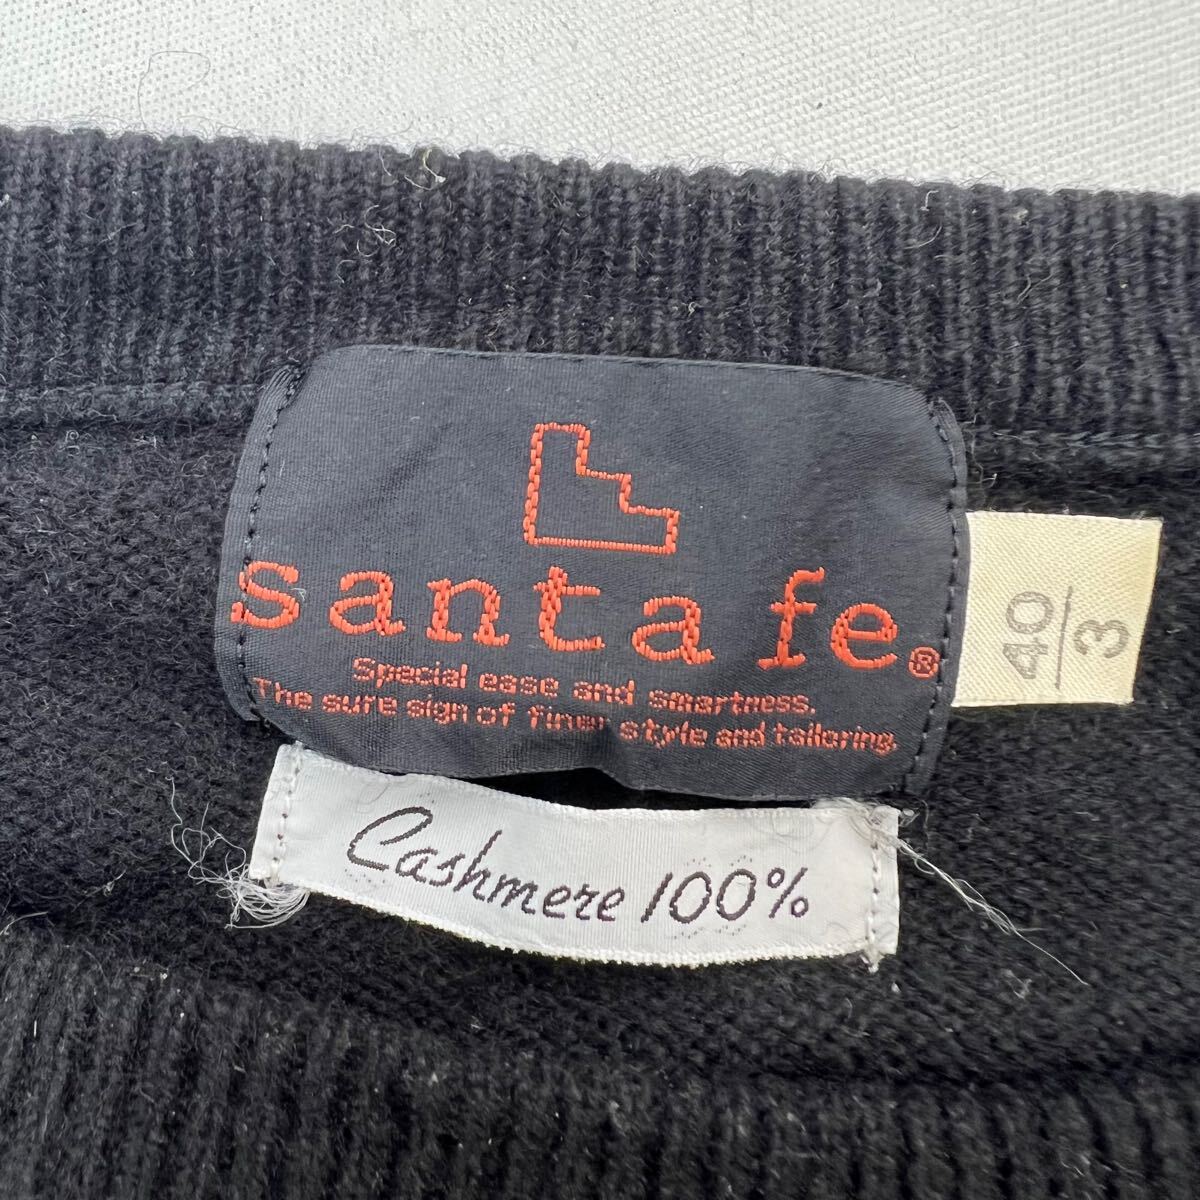 santa fe®
Special ease and smartness.
The sure sign of finer style and tailoring.
40
3
Cashmere 100%